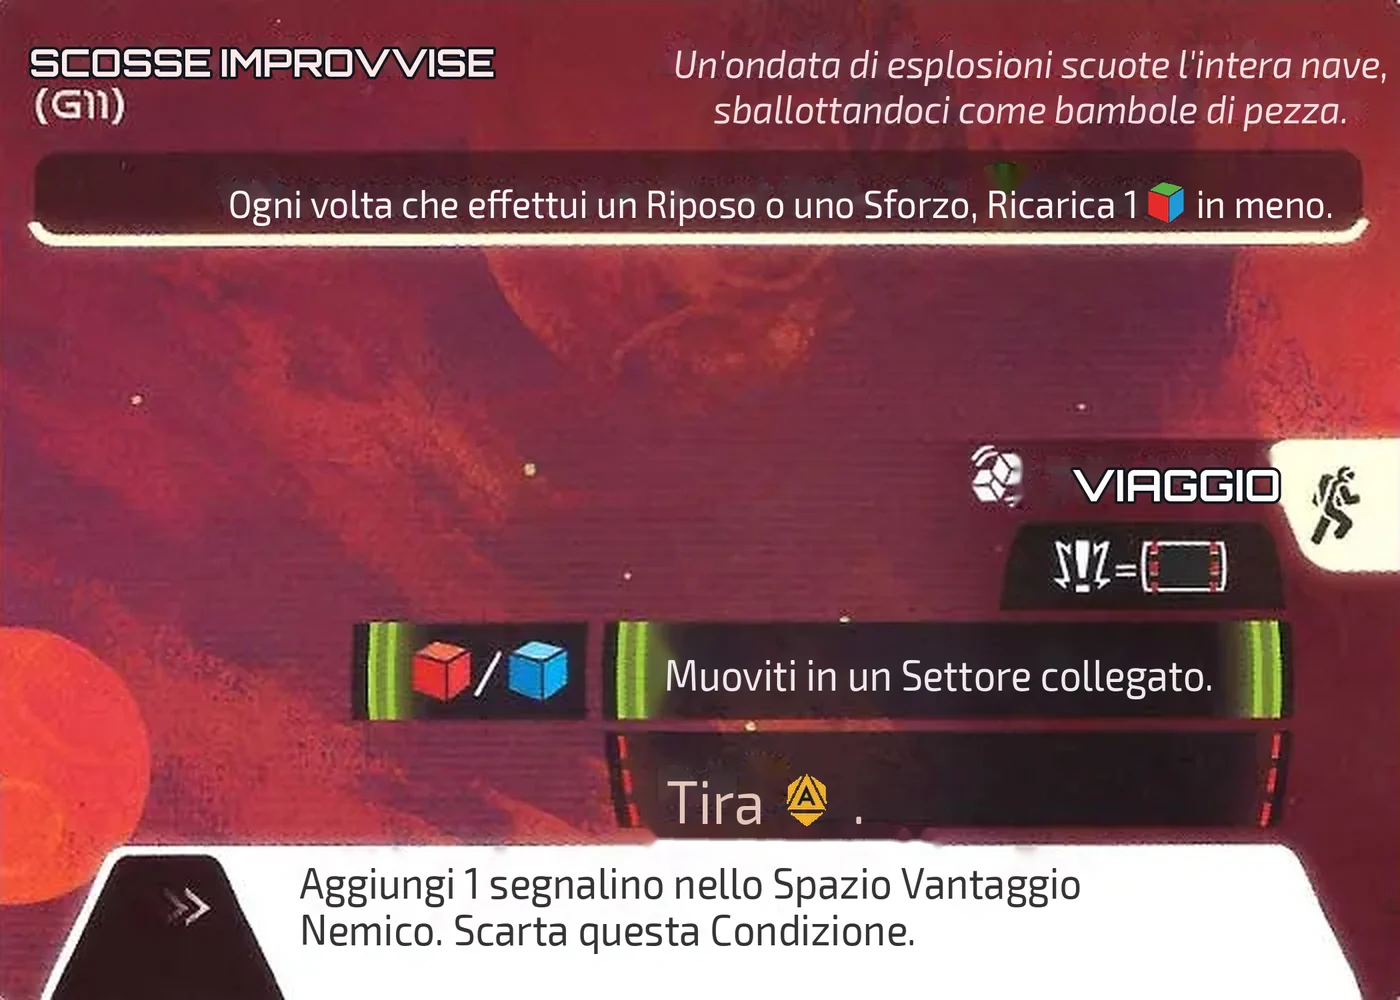 SCOSSE IMPROVVISE
(G11)
Un'ondata di esplosioni scuote l'intera nave,
sballottandoci come bambole di pezza.
Ogni volta che effettui un Riposo o uno Sforzo, Ricarica 1 in meno.
VIAGGIO
! =
/
Muoviti in un Settore collegato.
Tira A .
Aggiungi 1 segnalino nello Spazio Vantaggio
Nemico. Scarta questa Condizione.